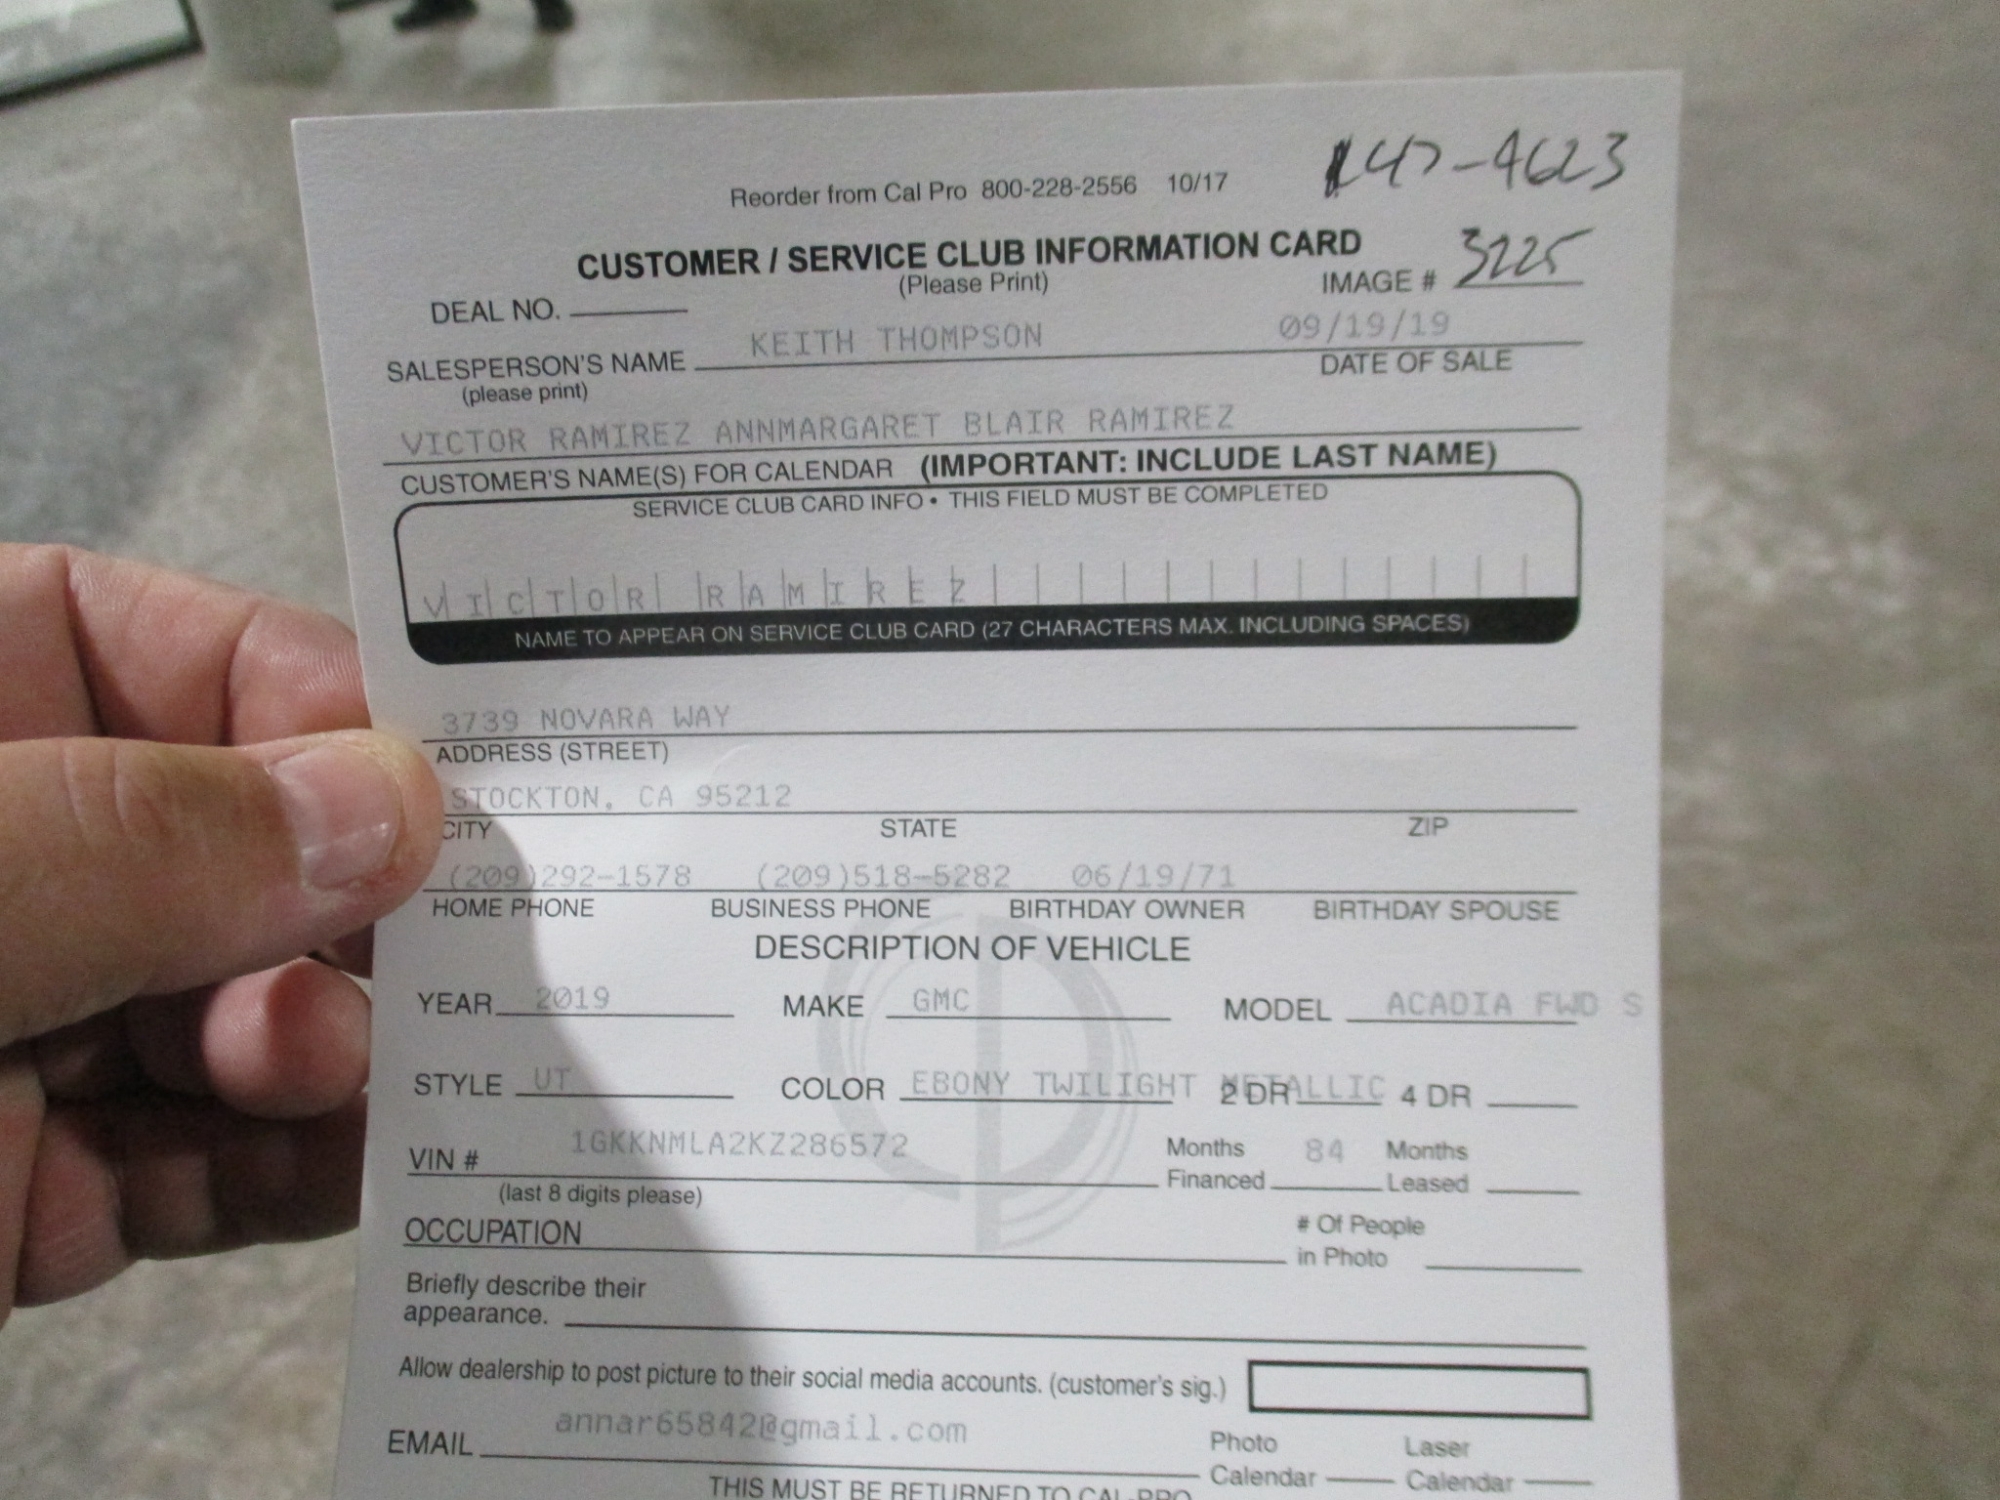 147-4623
Reorder from Cal Pro 800-228-2556 10/17
CUSTOMER / SERVICE CLUB INFORMATION CARD
(Please Print)
IMAGE # 3225
DEAL NO.
KEITH THOMPSON 09/19/19
SALESPERSON'S NAME DATE OF SALE
(please print)
VICTOR RAMIREZ ANNMARGARET BLAIR RAMIREZ
CUSTOMER'S NAME(S) FOR CALENDAR (IMPORTANT: INCLUDE LAST NAME)
SERVICE CLUB CARD INFO • THIS FIELD MUST BE COMPLETED
VICTOR RAMIREZ
NAME TO APPEAR ON SERVICE CLUB CARD (27 CHARACTERS MAX. INCLUDING SPACES)
3739 NOVARA WAY
ADDRESS (STREET)
STOCKTON, CA 95212
CITY STATE ZIP
(209)292-1578 (209)518-5282 06/19/71
HOME PHONE BUSINESS PHONE BIRTHDAY OWNER BIRTHDAY SPOUSE
DESCRIPTION OF VEHICLE
YEAR 2019 MAKE GMC MODEL ACADIA FWD S
STYLE UT COLOR EBONY TWILIGHT METALLIC 2 DR 4 DR
VIN # 1GKKNMLA2KZ286572 Months Financed 84 Months Leased
(last 8 digits please)
OCCUPATION # Of People in Photo
Briefly describe their
appearance.
Allow dealership to post picture to their social media accounts. (customer's sig.)
EMAIL annar65842@gmail.com Photo Calendar Laser Calendar
THIS MUST BE RETURNED TO CAL-PRO